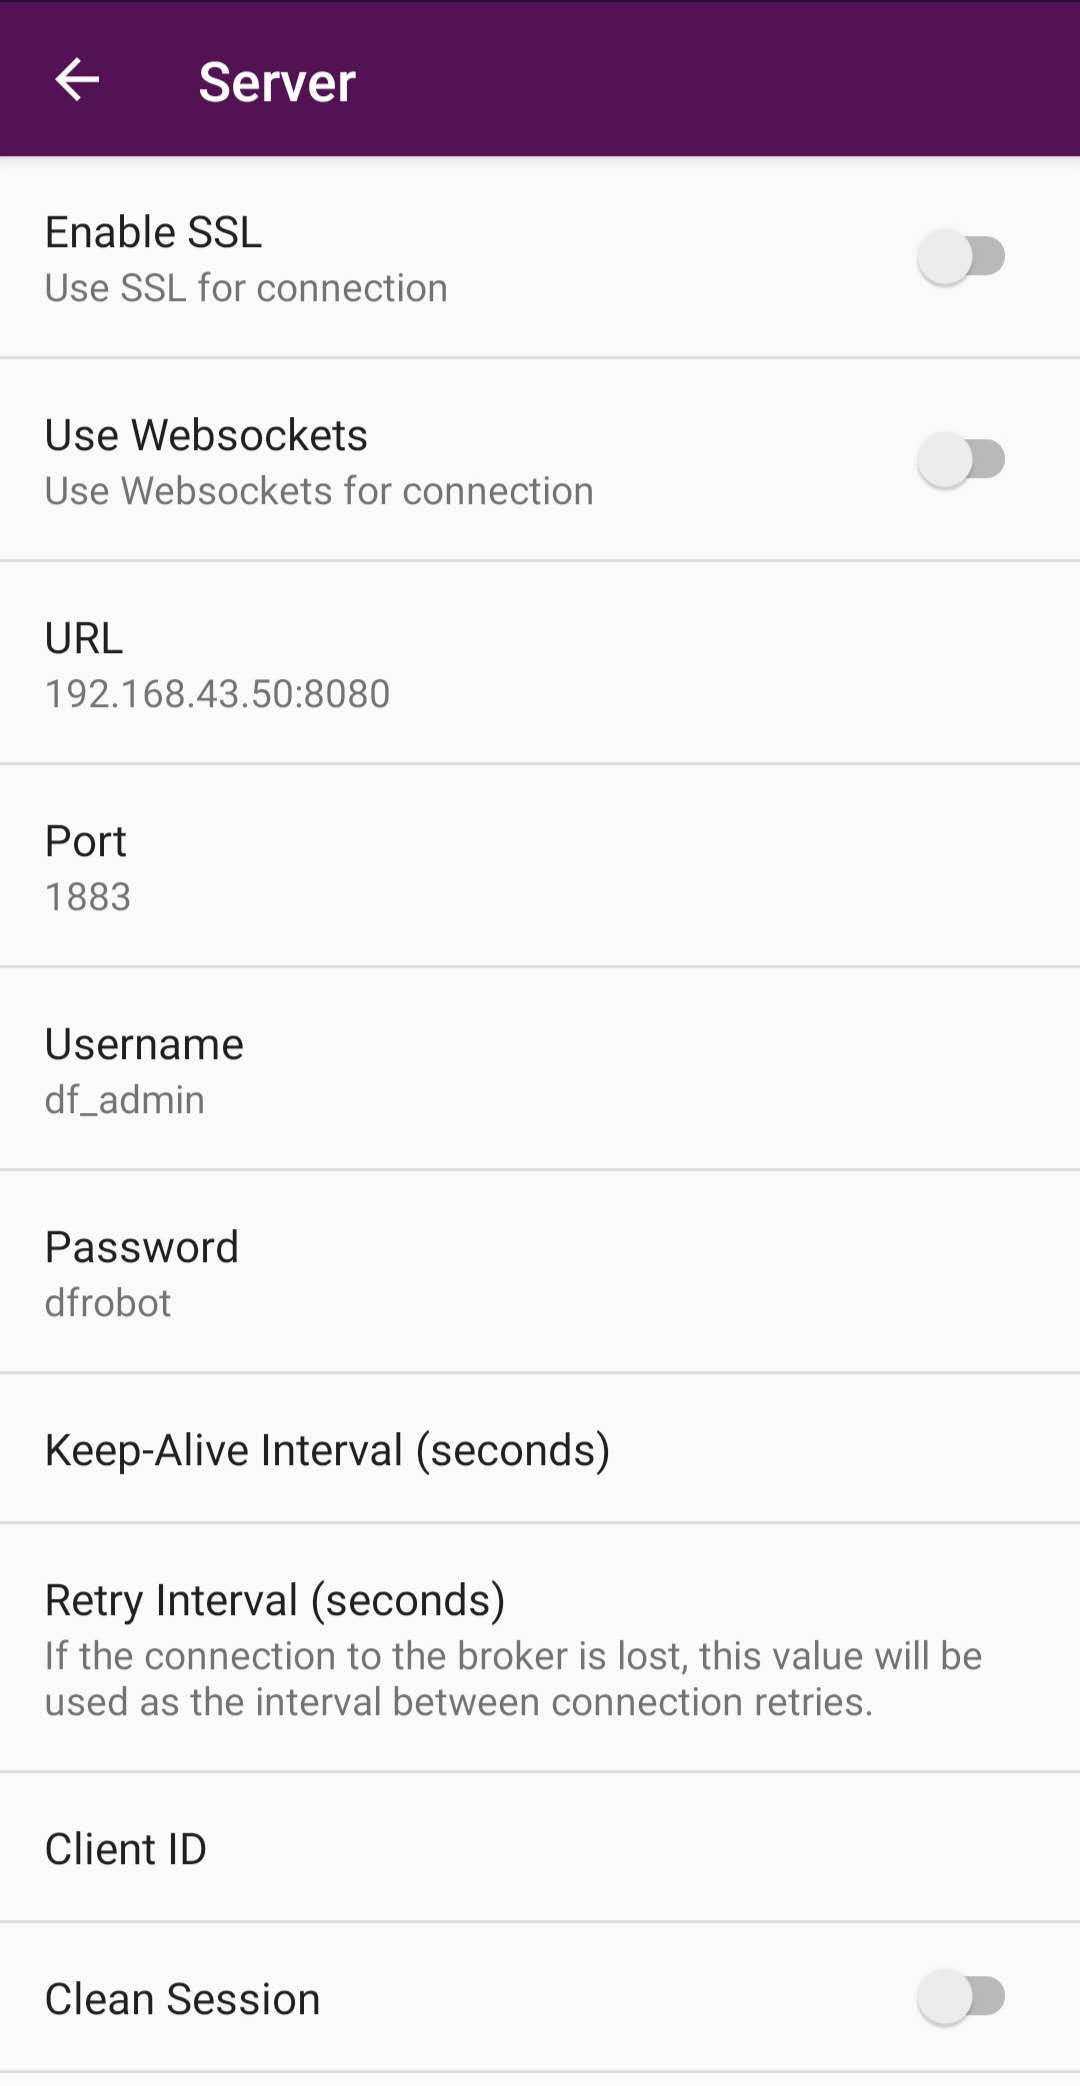 Server
Enable SSL
Use SSL for connection
Use Websockets
Use Websockets for connection
URL
192.168.43.50:8080
Port
1883
Username
df_admin
Password
dfrobot
Keep-Alive Interval (seconds)
Retry Interval (seconds)
If the connection to the broker is lost, this value will be
used as the interval between connection retries.
Client ID
Clean Session